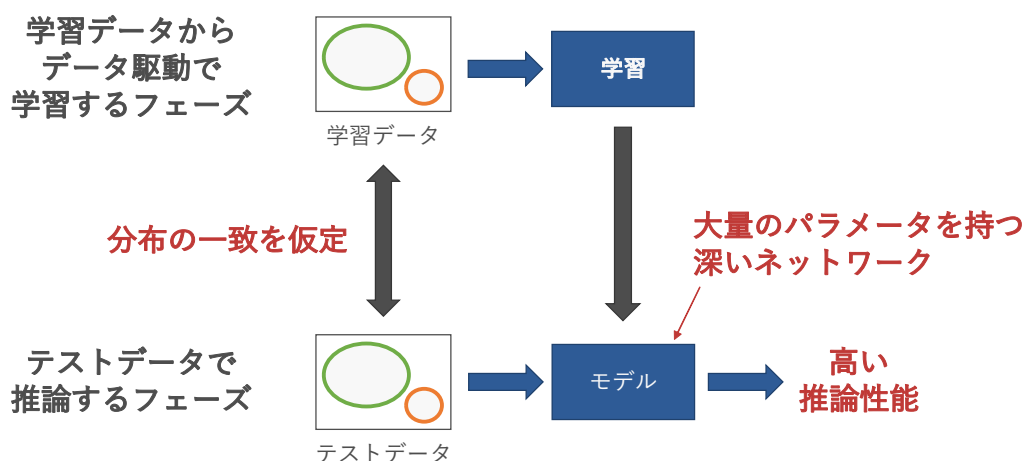 学習データから
データ駆動で
学習するフェーズ
学習データ
学習
分布の一致を仮定
大量のパラメータを持つ
深いネットワーク
テストデータで
推論するフェーズ
テストデータ
モデル
高い
推論性能